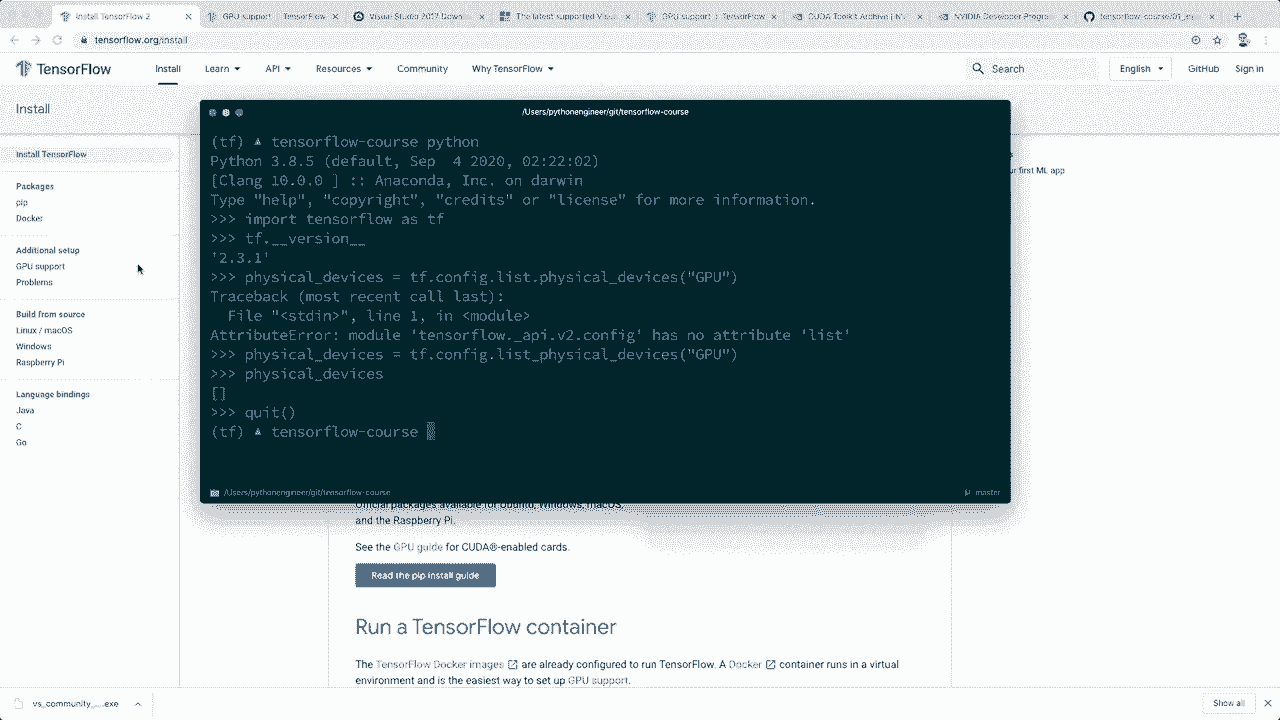 Install TensorFlow 2
GPU support | TensorFlow
Visual Studio 2017 Down
The latest supported Visu
GPU support | TensorFlow
CUDA Toolkit Archive | N
NVIDIA Developer Progra
tensorflow-course/01_ins
tensorflow.org/install
TensorFlow
Install
Learn
API
Resources
Community
Why TensorFlow
Search
English
GitHub
Sign in
Install
Install TensorFlow
Packages
pip
Docker
Additional setup
GPU support
Problems
Build from source
Linux / macOS
Windows
Raspberry Pi
Language bindings
Java
C
Go
/Users/pythonengineer/git/tensorflow-course
(tf) ▲ tensorflow-course python
Python 3.8.5 (default, Sep  4 2020, 02:22:02)
[Clang 10.0.0 ] :: Anaconda, Inc. on darwin
Type "help", "copyright", "credits" or "license" for more information.
>>> import tensorflow as tf
>>> tf.__version__
'2.3.1'
>>> physical_devices = tf.config.list.physical_devices("GPU")
Traceback (most recent call last):
  File "<stdin>", line 1, in <module>
AttributeError: module 'tensorflow._api.v2.config' has no attribute 'list'
>>> physical_devices = tf.config.list_physical_devices("GPU")
>>> physical_devices
[]
>>> quit()
(tf) ▲ tensorflow-course
/Users/pythonengineer/git/tensorflow-course
master
ur first ML app
Official packages available for Ubuntu, Windows, macOS,
and the Raspberry Pi.
See the GPU guide for CUDA®-enabled cards.
Read the pip install guide
Run a TensorFlow container
The TensorFlow Docker images are already configured to run TensorFlow. A Docker container runs in a virtual
environment and is the easiest way to set up GPU support.
vs_community_....exe
Show all